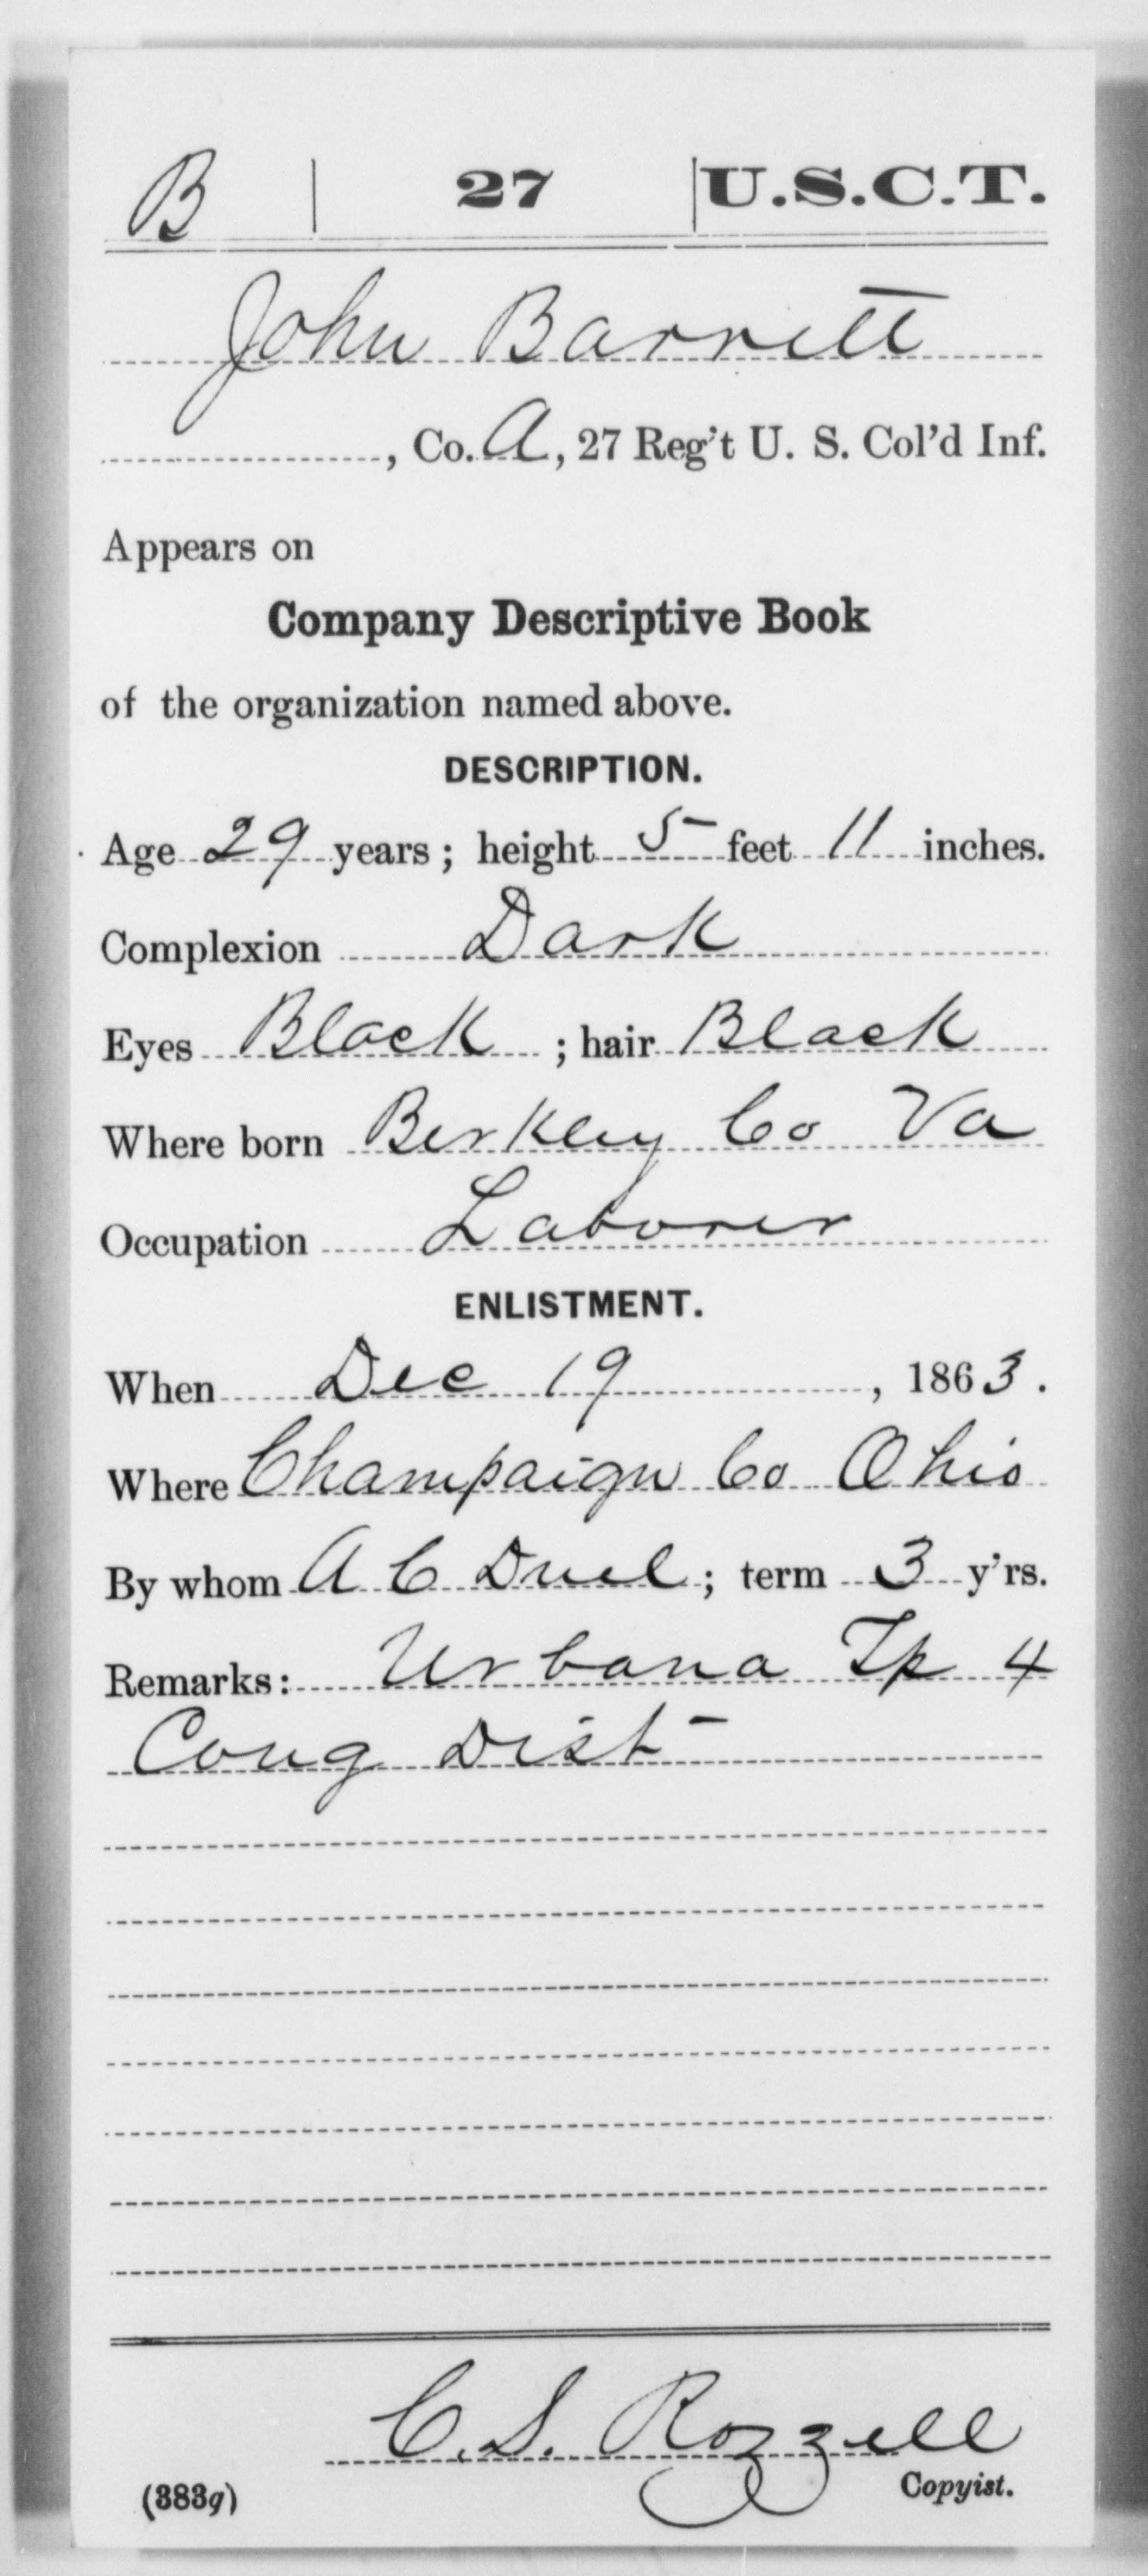 B | 27 | U.S.C.T.
John Barrett
, Co. A, 27 Reg't U. S. Col'd Inf.
Appears on
Company Descriptive Book
of the organization named above.
DESCRIPTION.
Age 29 years; height 5 feet 11 inches.
Complexion Dark
Eyes Black; hair Black
Where born Berkley Co Va
Occupation Laborer
ENLISTMENT.
When Dec 19, 1863.
Where Champaign Co Ohio
By whom A C Duel; term 3 y'rs.
Remarks: Urbana Tp 4
Cong Dist
C. S. Rozzell
(383g) Copyist.